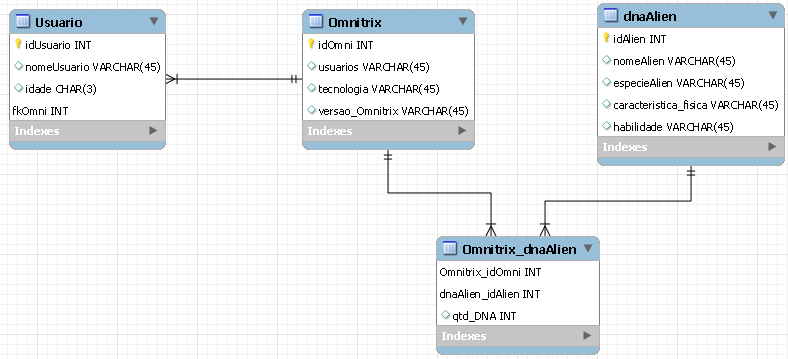 Usuario
idUsuario INT
nomeUsuario VARCHAR(45)
idade CHAR(3)
fkOmni INT
Indexes
Omnitrix
idOmni INT
usuarios VARCHAR(45)
tecnologia VARCHAR(45)
versao_Omnitrix VARCHAR(45)
Indexes
dnaAlien
idAlien INT
nomeAlien VARCHAR(45)
especieAlien VARCHAR(45)
caracteristica_fisica VARCHAR(45)
habilidade VARCHAR(45)
Indexes
Omnitrix_dnaAlien
Omnitrix_idOmni INT
dnaAlien_idAlien INT
qtd_DNA INT
Indexes